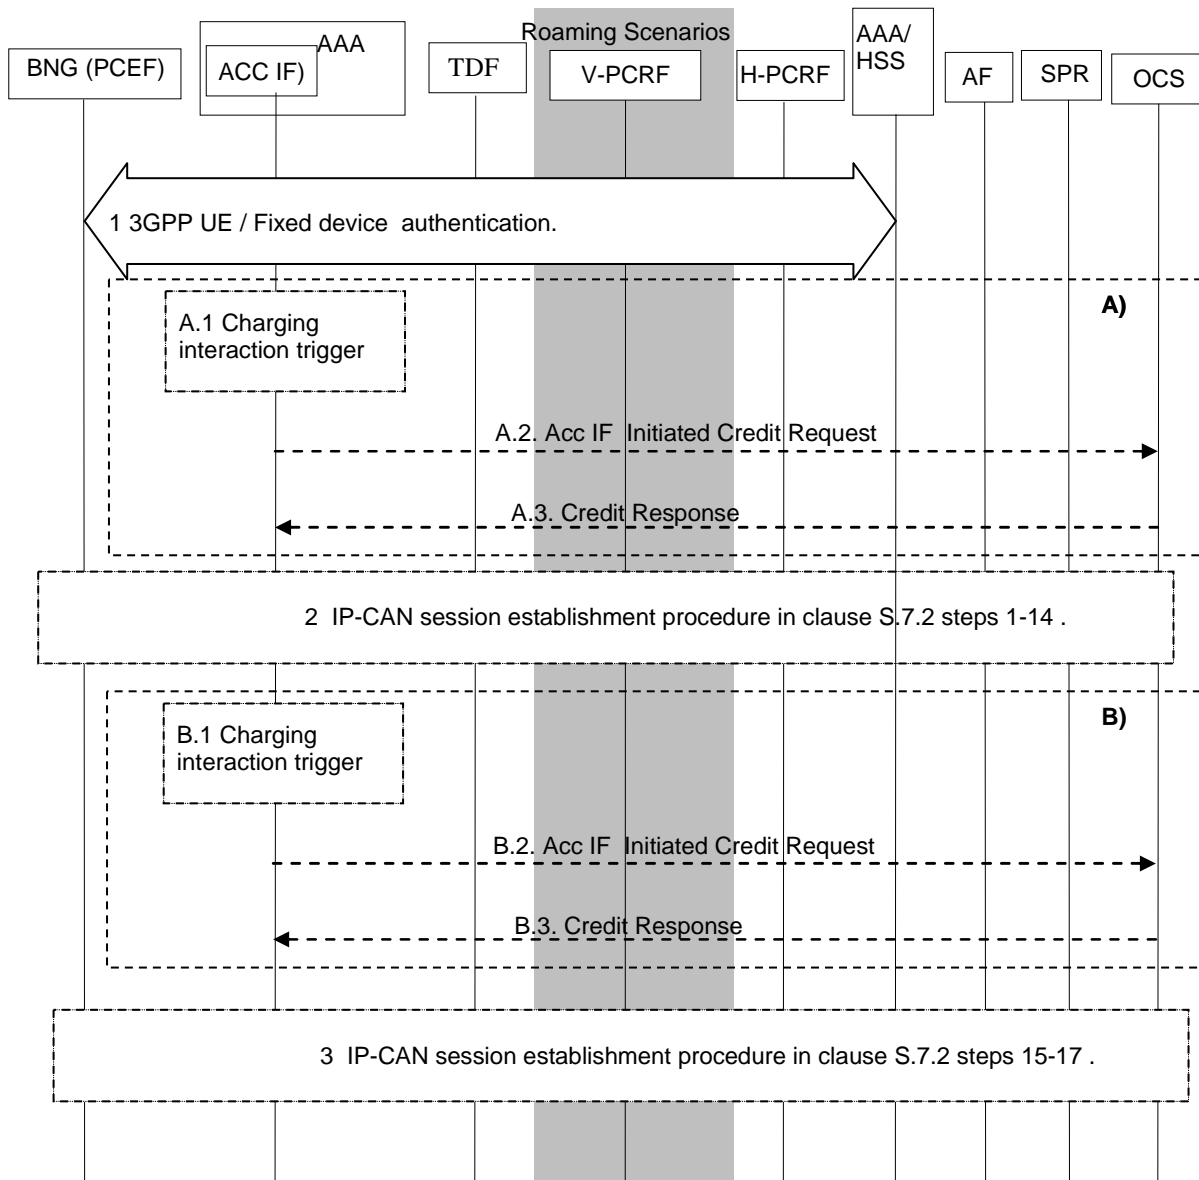 Roaming Scenarios
BNG (PCEF)
AAA
ACC IF)
TDF
V-PCRF
H-PCRF
AAA/
HSS
AF
SPR
OCS
1 3GPP UE / Fixed device  authentication.
A)
A.1 Charging
interaction trigger
A.2. Acc IF  Initiated Credit Request
A.3. Credit Response
2  IP-CAN session establishment procedure in clause S.7.2 steps 1-14 .
B)
B.1 Charging
interaction trigger
B.2. Acc IF  Initiated Credit Request
B.3. Credit Response
3  IP-CAN session establishment procedure in clause S.7.2 steps 15-17 .